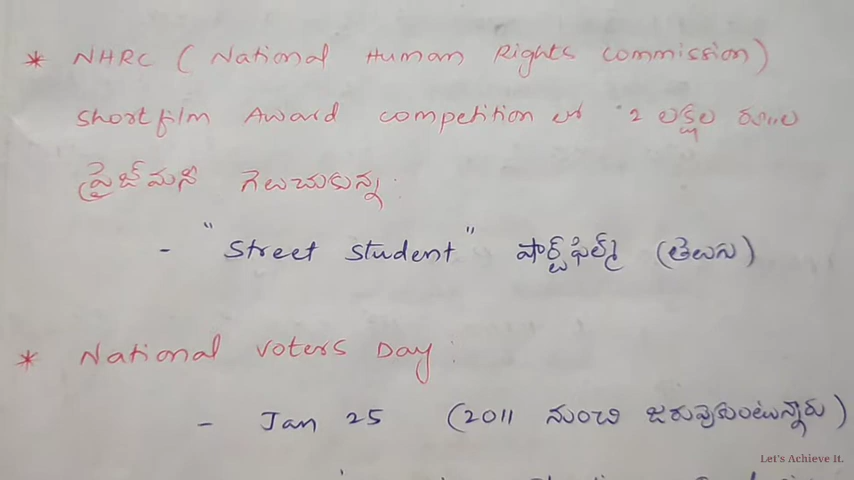 * NHRC ( National Human Rights Commission)
Shortfilm Award competition లో 2 లక్షల రూ॥ల
ప్రైజ్‌మనీ గెలుచుకున్న :
- "Street Student" షార్ట్‌ఫిల్మ్ (తెలుగు)
* National Voters Day :
- Jan 25 (2011 నుంచి జరుపుకుంటున్నారు)
Let's Achieve It.